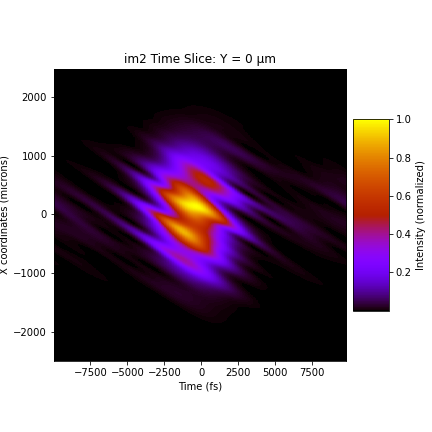 im2 Time Slice: Y = 0 μm
2000
1000
0
−1000
−2000
X coordinates (microns)
−7500 −5000 −2500 0 2500 5000 7500
Time (fs)
1.0
0.8
0.6
0.4
0.2
Intensity (normalized)